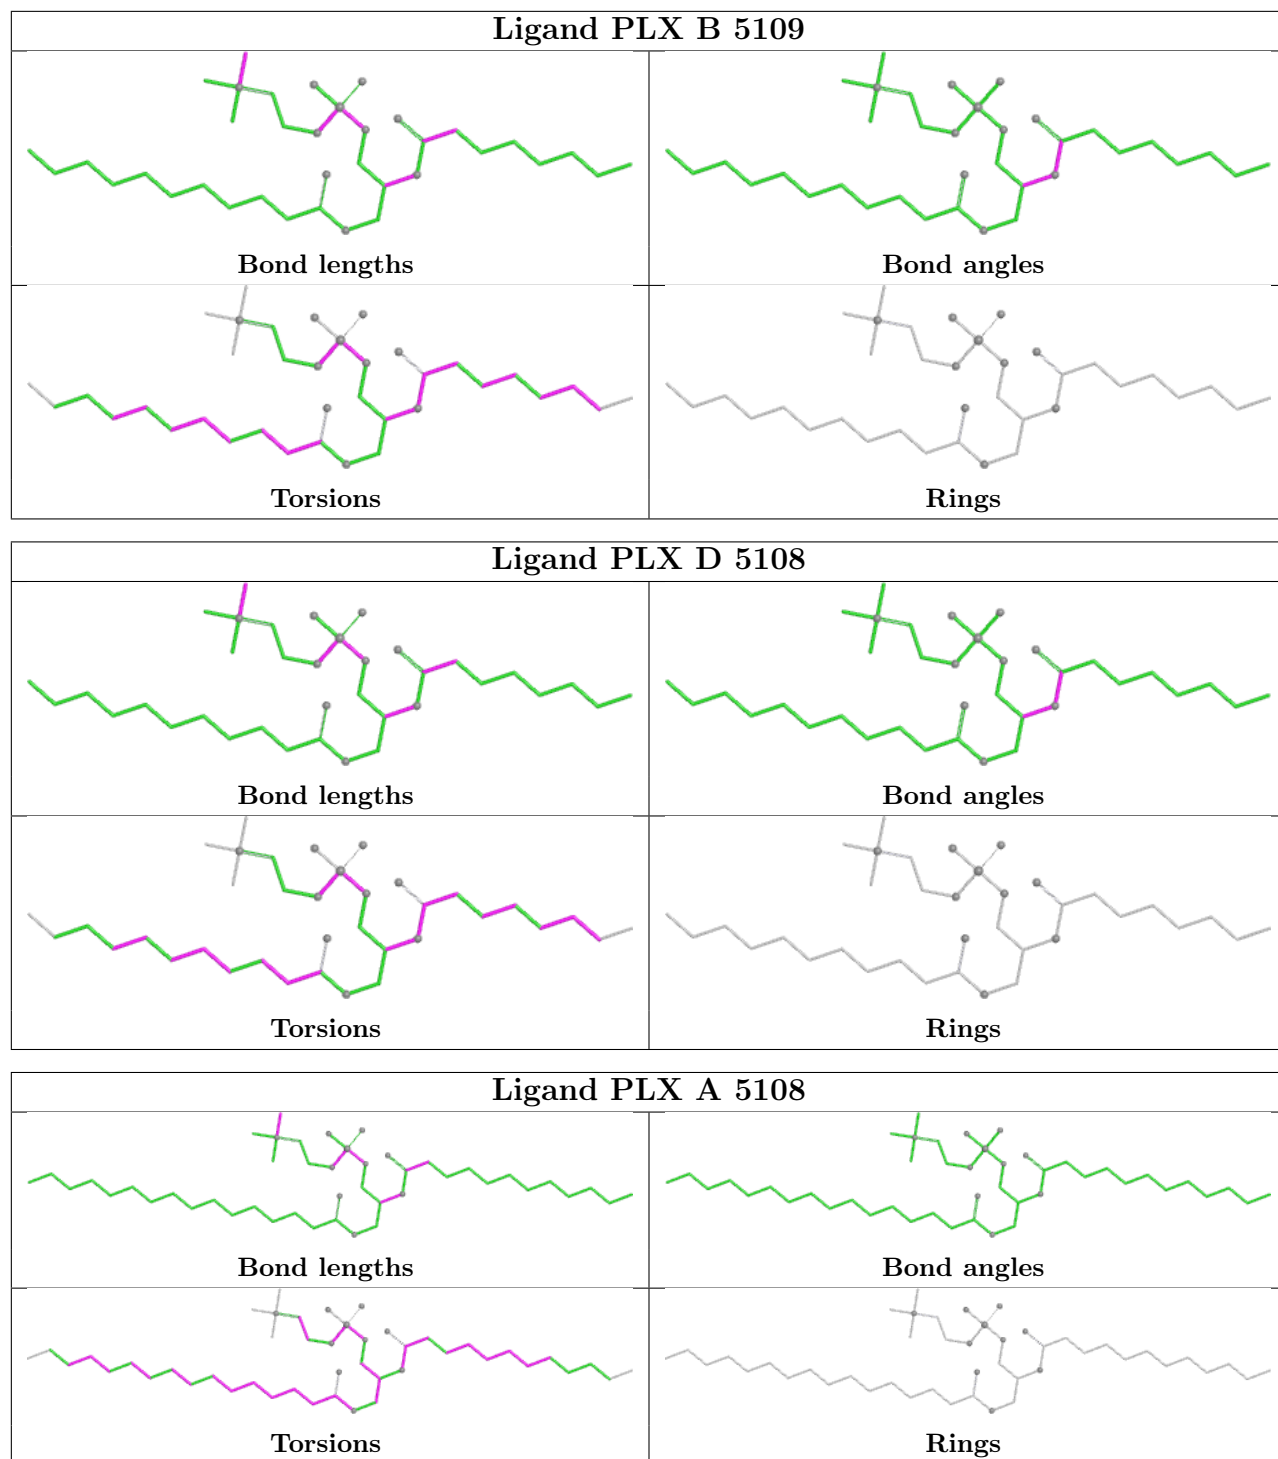 Ligand PLX B 5109
Bond lengths
Bond angles
Torsions
Rings
Ligand PLX D 5108
Bond lengths
Bond angles
Torsions
Rings
Ligand PLX A 5108
Bond lengths
Bond angles
Torsions
Rings